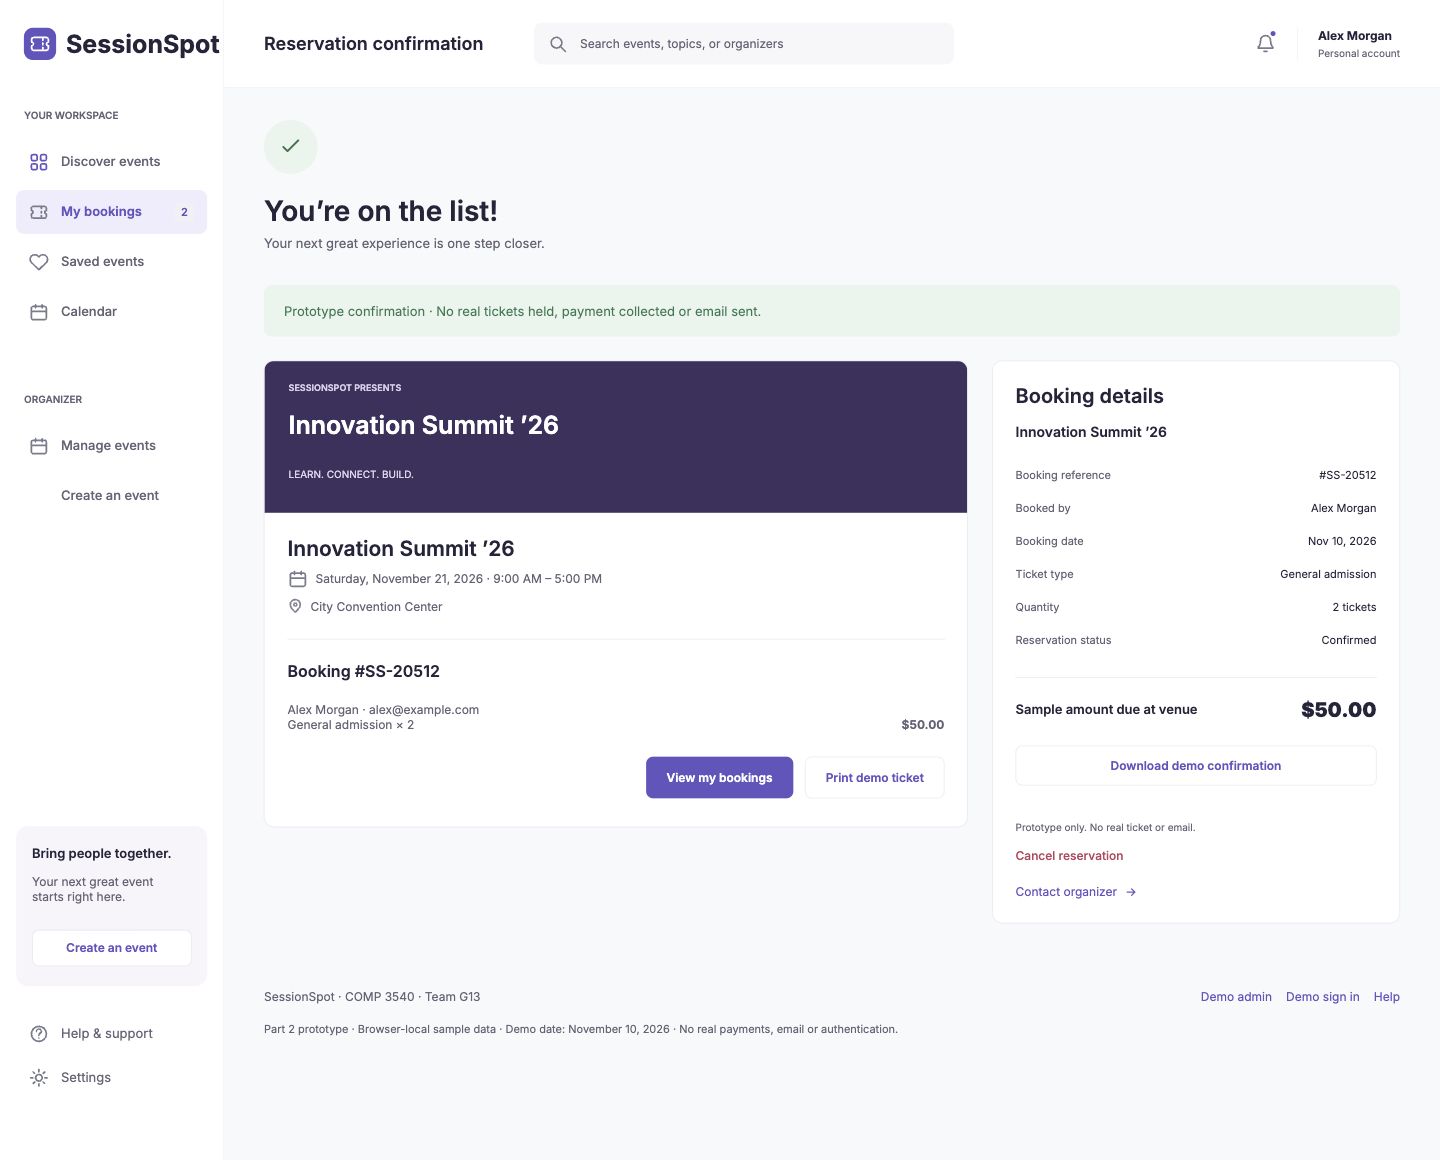 SessionSpot
YOUR WORKSPACE
Discover events
My bookings 2
Saved events
Calendar
ORGANIZER
Manage events
Create an event
Bring people together.
Your next great event
starts right here.
Create an event
Help & support
Settings
Reservation confirmation
Search events, topics, or organizers
Alex Morgan
Personal account
You’re on the list!
Your next great experience is one step closer.
Prototype confirmation · No real tickets held, payment collected or email sent.
SESSIONSPOT PRESENTS
Innovation Summit ’26
LEARN. CONNECT. BUILD.
Innovation Summit ’26
Saturday, November 21, 2026 · 9:00 AM – 5:00 PM
City Convention Center
Booking #SS-20512
Alex Morgan · alex@example.com
General admission × 2 $50.00
View my bookings
Print demo ticket
Booking details
Innovation Summit ’26
Booking reference #SS-20512
Booked by Alex Morgan
Booking date Nov 10, 2026
Ticket type General admission
Quantity 2 tickets
Reservation status Confirmed
Sample amount due at venue $50.00
Download demo confirmation
Prototype only. No real ticket or email.
Cancel reservation
Contact organizer →
SessionSpot · COMP 3540 · Team G13
Demo admin Demo sign in Help
Part 2 prototype · Browser-local sample data · Demo date: November 10, 2026 · No real payments, email or authentication.